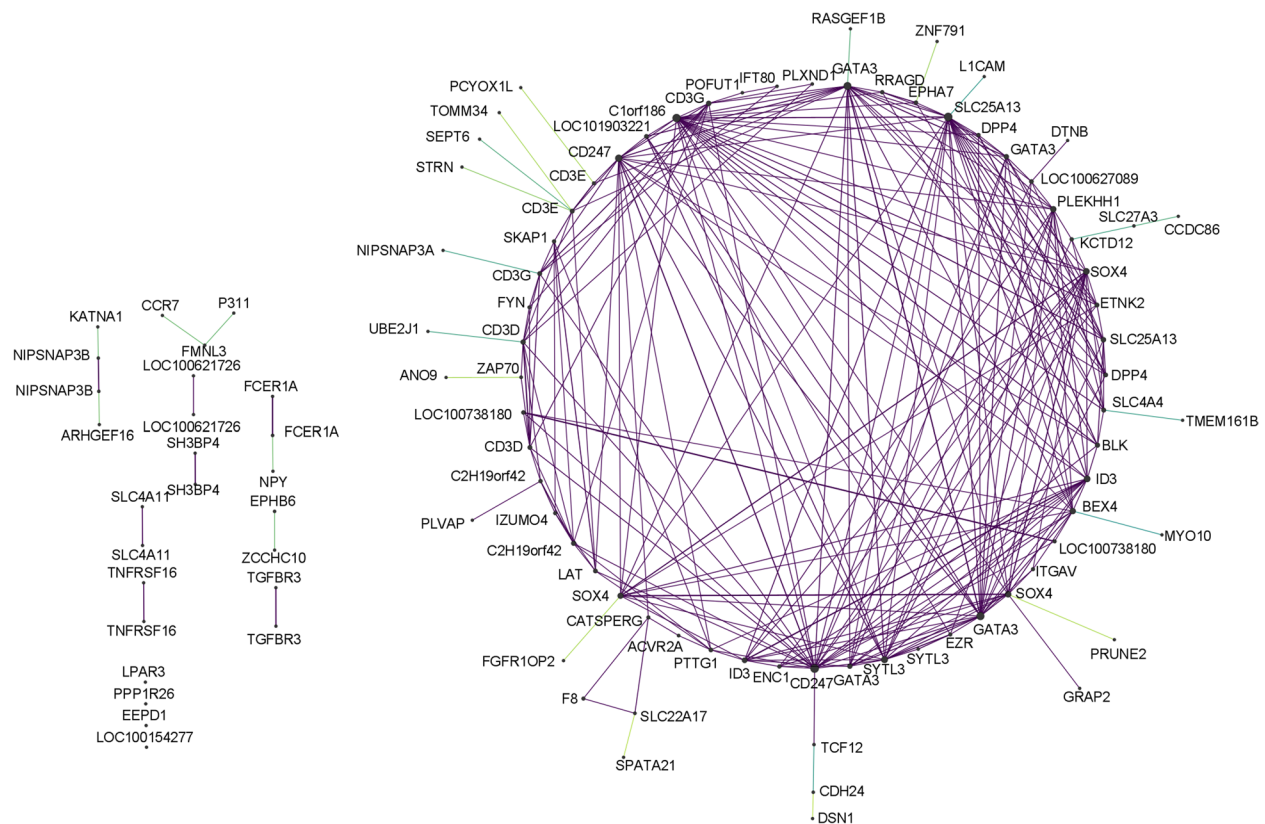 RASGEF1B
ZNF791
L1CAM
PLXND1
GATA3
RRAGD
EPHA7
SLC25A13
DPP4
GATA3
DTNB
LOC100627089
PLEKHH1
SLC27A3
CCDC86
KCTD12
SOX4
ETNK2
SLC25A13
DPP4
SLC4A4
TMEM161B
BLK
ID3
BEX4
MYO10
LOC100738180
ITGAV
SOX4
PRUNE2
GRAP2
GATA3
EZR
SYTL3
SYTL3
GATA3
CD247
TCF12
CDH24
DSN1
ENC1
ID3
PTTG1
ACVR2A
CATSPERG
F8
SLC22A17
SPATA21
SOX4
FGFR1OP2
LAT
C2H19orf42
IZUMO4
C2H19orf42
PLVAP
CD3D
LOC100738180
ZAP70
ANO9
CD3D
UBE2J1
FYN
CD3G
NIPSNAP3A
SKAP1
CD3E
STRN
SEPT6
TOMM34
CD3E
PCYOX1L
CD247
LOC101903221
C1orf186
CD3G
POFUT1
IFT80
KATNA1
NIPSNAP3B
NIPSNAP3B
ARHGEF16
CCR7
P311
FMNL3
LOC100621726
LOC100621726
SH3BP4
SH3BP4
SLC4A11
SLC4A11
TNFRSF16
TNFRSF16
FCER1A
FCER1A
NPY
EPHB6
ZCCHC10
TGFBR3
TGFBR3
LPAR3
PPP1R26
EEPD1
LOC100154277